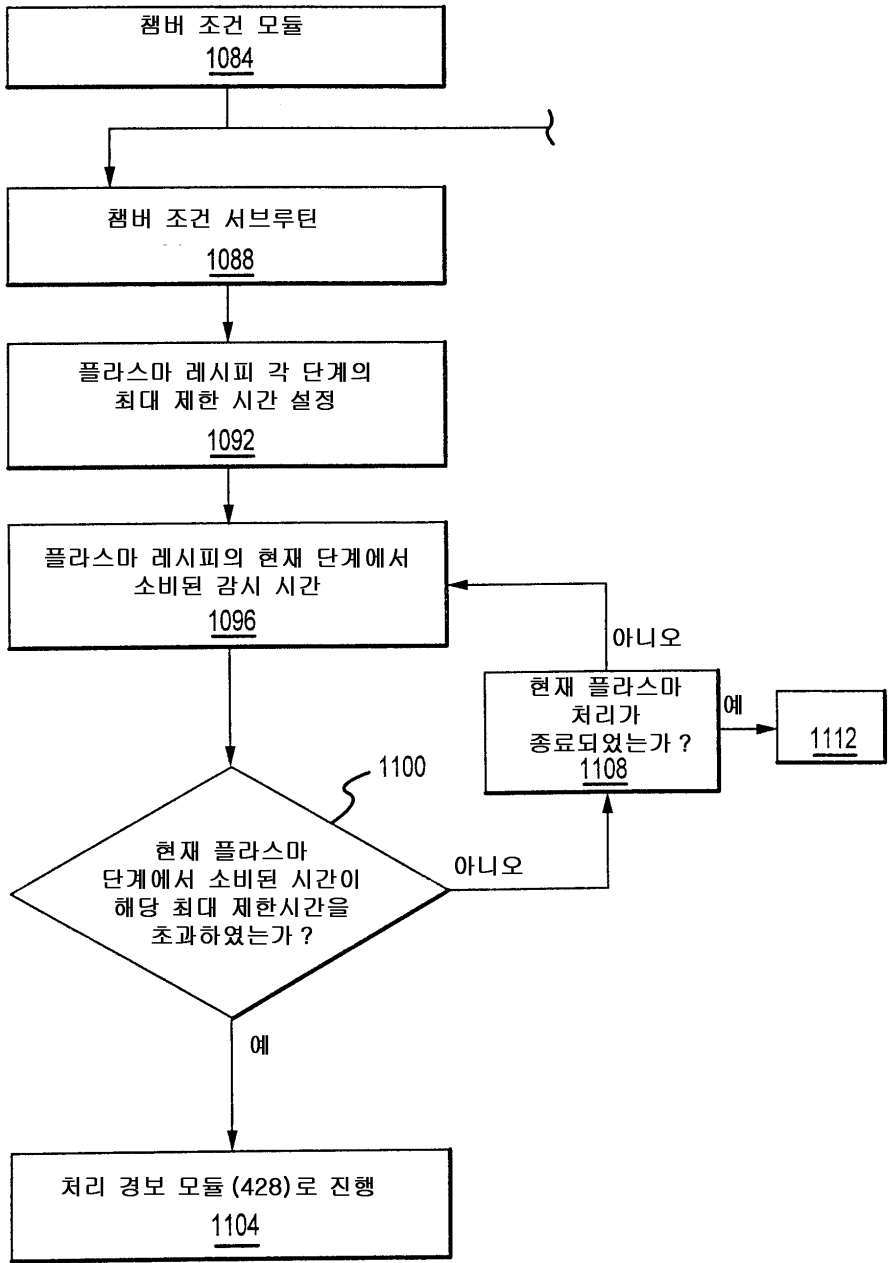 챔버 조건 모듈
1084
챔버 조건 서브루틴
1088
플라스마 레시피 각 단계의
최대 제한 시간 설정
1092
플라스마 레시피의 현재 단계에서
소비된 감시 시간
1096
아니오
현재 플라스마
처리가
종료되었는가?
1108
예
1112
1100
현재 플라스마
단계에서 소비된 시간이
해당 최대 제한시간을
초과하였는가?
아니오
예
처리 경보 모듈(428)로 진행
1104